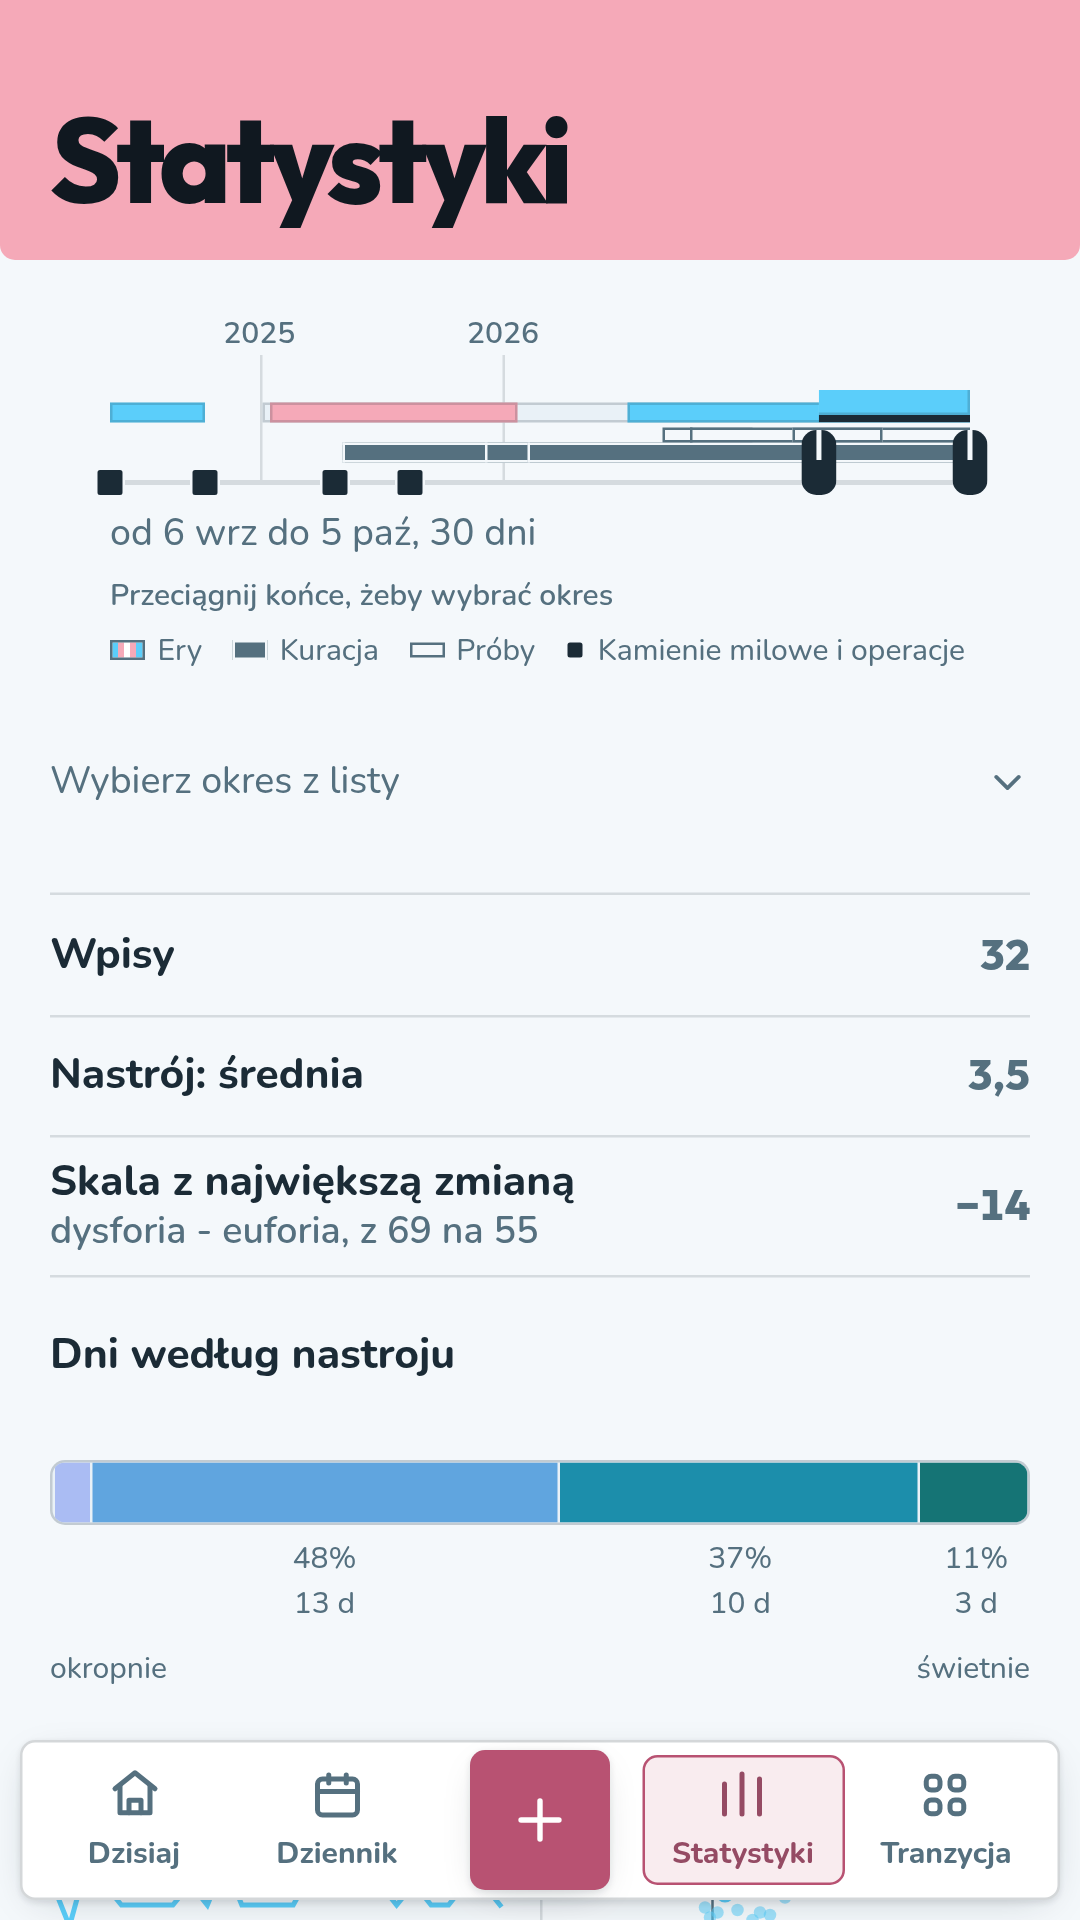 Statystyki
2025 2026
od 6 wrz do 5 paź, 30 dni
Przeciągnij końce, żeby wybrać okres
Ery Kuracja Próby Kamienie milowe i operacje
Wybierz okres z listy
Wpisy 32
Nastrój: średnia 3,5
Skala z największą zmianą
dysforia - euforia, z 69 na 55 −14
Dni według nastroju
48% 37% 11%
13 d 10 d 3 d
okropnie świetnie
Dzisiaj Dziennik Statystyki Tranzycja